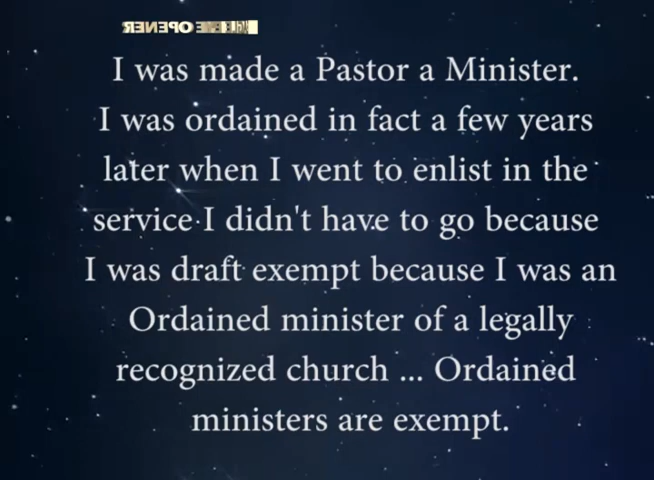 OPENER
I was made a Pastor a Minister.
I was ordained in fact a few years
later when I went to enlist in the
service I didn't have to go because
I was draft exempt because I was an
Ordained minister of a legally
recognized church ... Ordained
ministers are exempt.